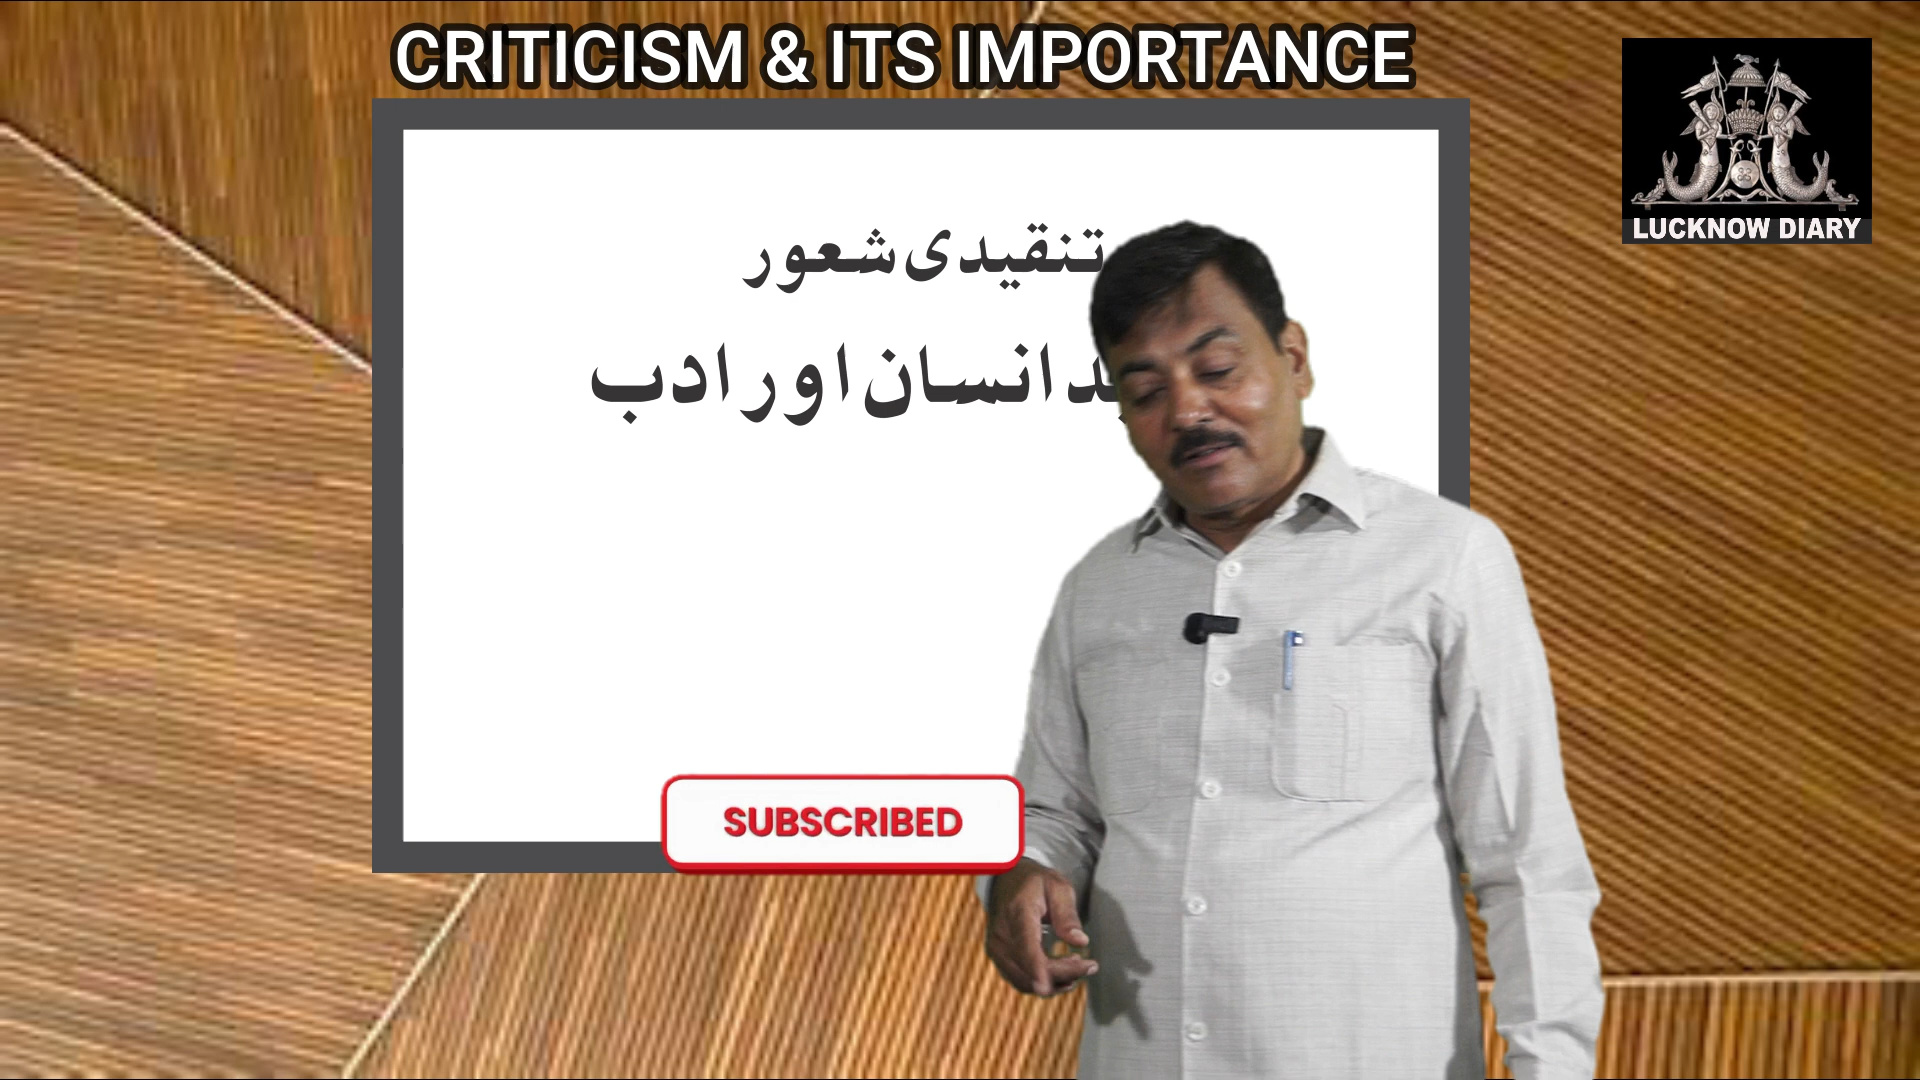 CRITICISM & ITS IMPORTANCE
LUCKNOW DIARY
تنقیدی شعور
انسان اور ادب
SUBSCRIBED